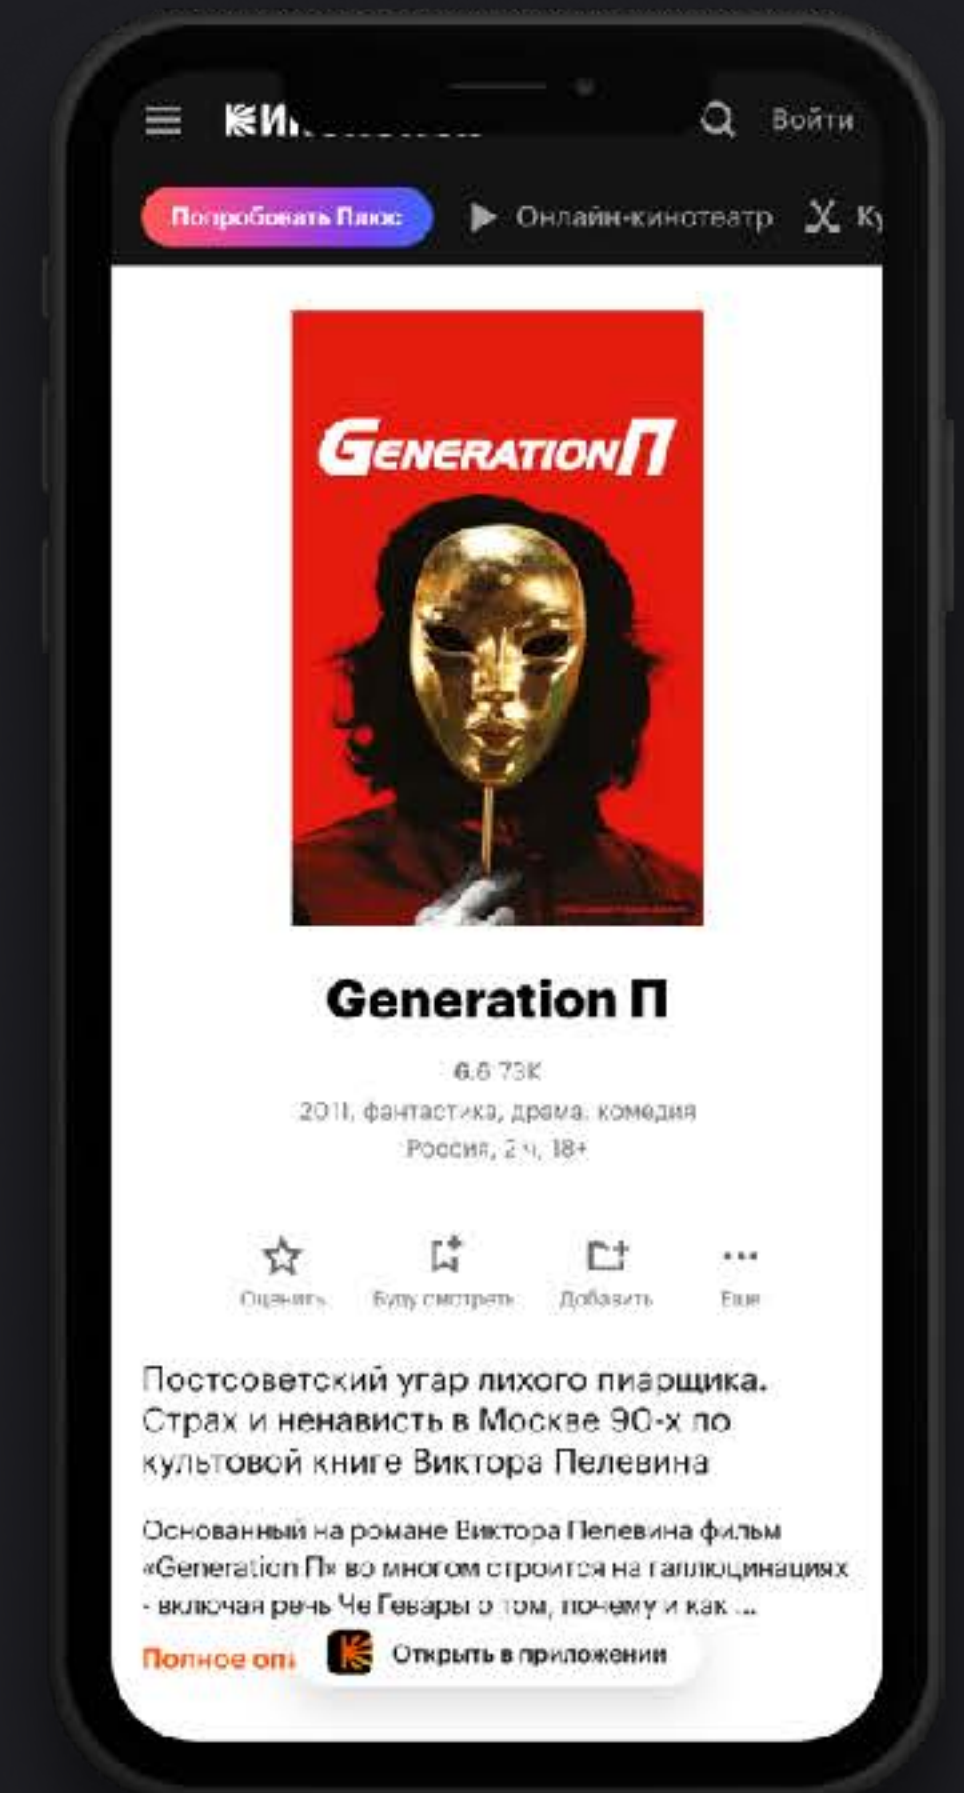 Войти
Попробовать Плюс
Онлайн-кинотеатр
Ку
GENERATION П
Generation П
6.6 73K
2011, фантастика, драма, комедия
Россия, 2 ч, 18+
Оценить
Буду смотреть
Добавить
Еще
Постсоветский угар лихого пиарщика.
Страх и ненависть в Москве 90-х по
культовой книге Виктора Пелевина
Основанный на романе Виктора Пелевина фильм
«Generation П» во многом строится на галлюцинациях
- включая речь Че Гевары о том, почему и как ...
Полное
Открыть в приложении